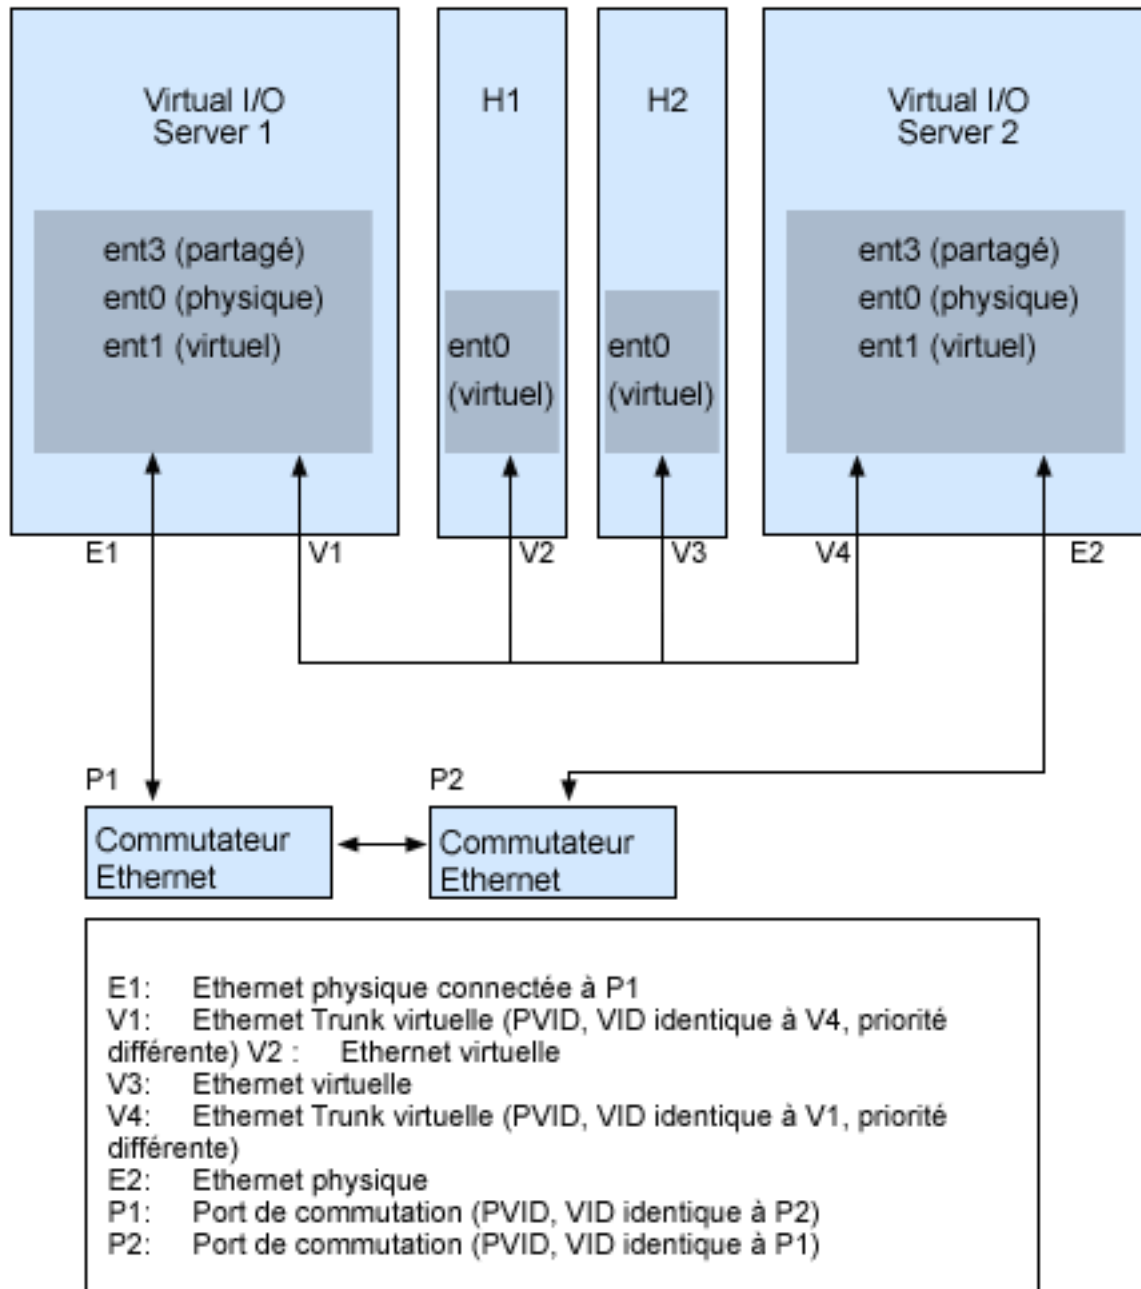 Virtual I/O
Server 1
H1
H2
Virtual I/O
Server 2
ent3 (partagé)
ent0 (physique)
ent1 (virtuel)
ent0
(virtuel)
ent0
(virtuel)
ent3 (partagé)
ent0 (physique)
ent1 (virtuel)
E1
V1
V2
V3
V4
E2
P1
P2
Commutateur
Ethernet
Commutateur
Ethernet
E1: Ethernet physique connectée à P1
V1: Ethernet Trunk virtuelle (PVID, VID identique à V4, priorité
différente) V2 : Ethernet virtuelle
V3: Ethernet virtuelle
V4: Ethernet Trunk virtuelle (PVID, VID identique à V1, priorité
différente)
E2: Ethernet physique
P1: Port de commutation (PVID, VID identique à P2)
P2: Port de commutation (PVID, VID identique à P1)